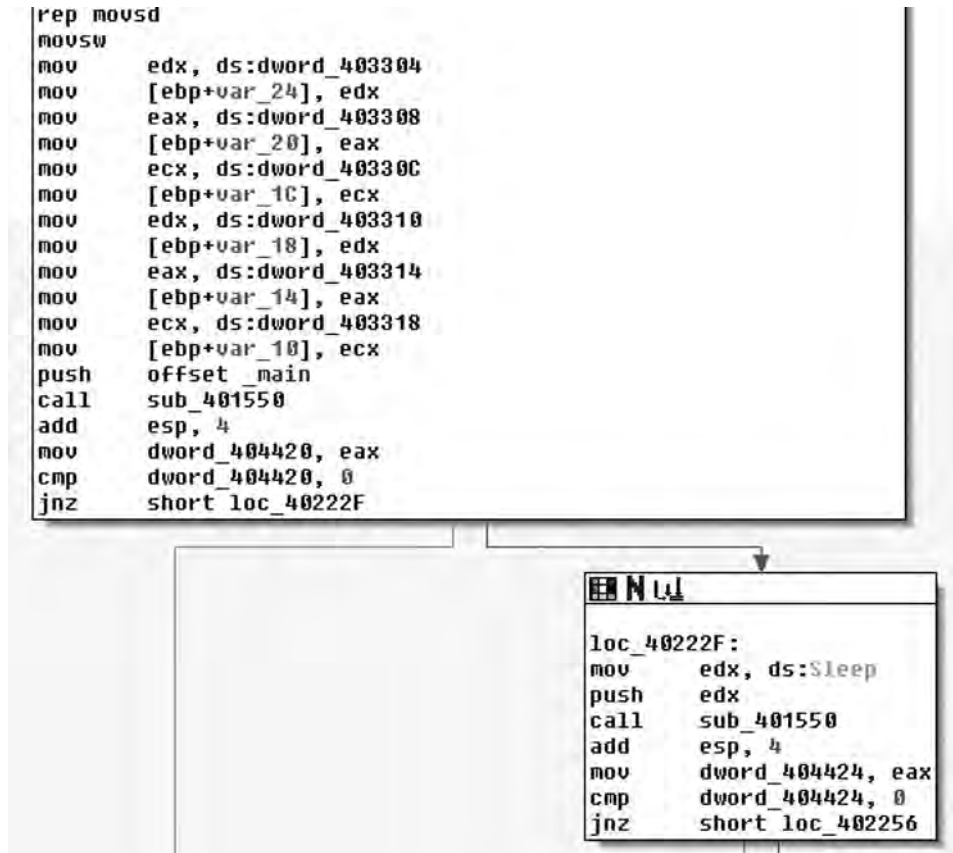 rep movsd
movsw
mov edx, ds:dword_403304
mov [ebp+var_24], edx
mov eax, ds:dword_403308
mov [ebp+var_20], eax
mov ecx, ds:dword_40330C
mov [ebp+var_1C], ecx
mov edx, ds:dword_403310
mov [ebp+var_18], edx
mov eax, ds:dword_403314
mov [ebp+var_14], eax
mov ecx, ds:dword_403318
mov [ebp+var_10], ecx
push offset _main
call sub_401550
add esp, 4
mov dword_404420, eax
cmp dword_404420, 0
jnz short loc_40222F
loc_40222F:
mov edx, ds:Sleep
push edx
call sub_401550
add esp, 4
mov dword_404424, eax
cmp dword_404424, 0
jnz short loc_402256